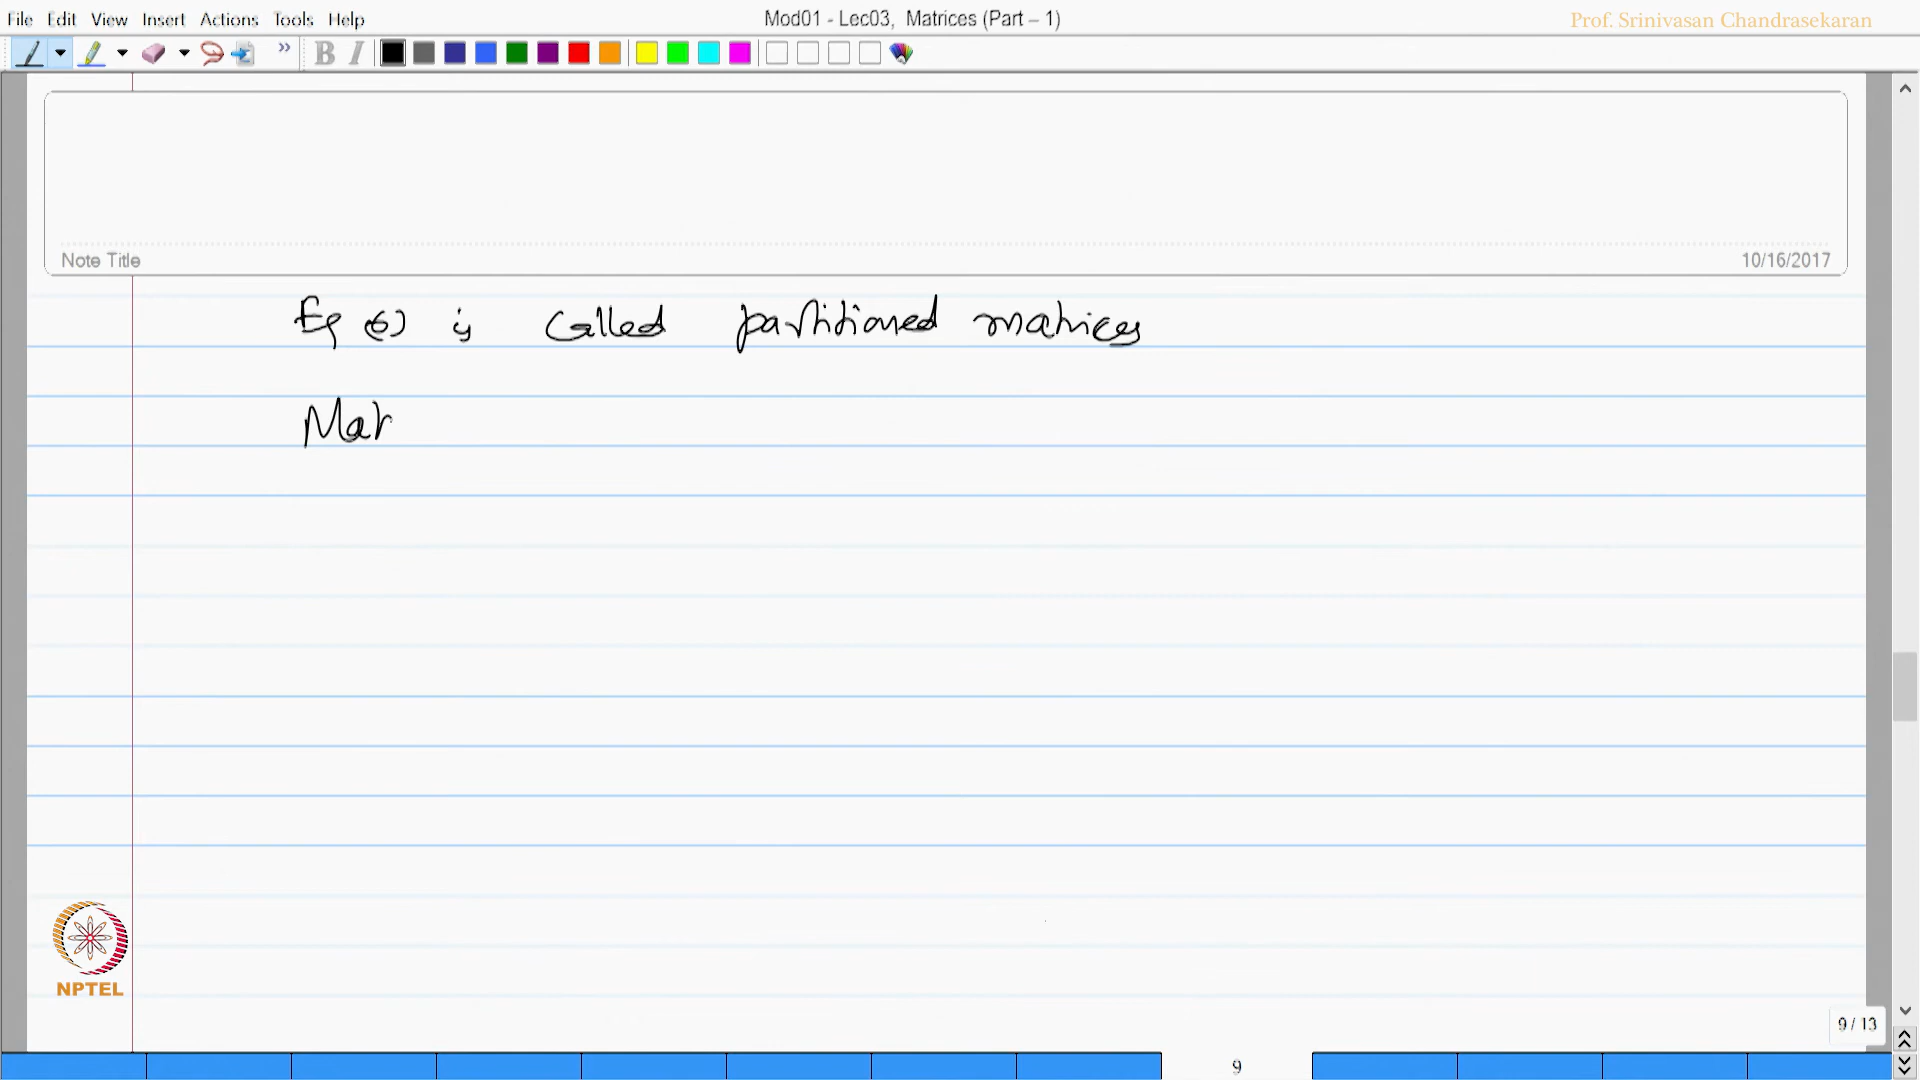 File Edit View Insert Actions Tools Help
Mod01 - Lec03, Matrices (Part – 1)
Prof. Srinivasan Chandrasekaran
B I
Note Title
10/16/2017
Eq (6) is called partitioned matrices
Mat
NPTEL
9 / 13
9